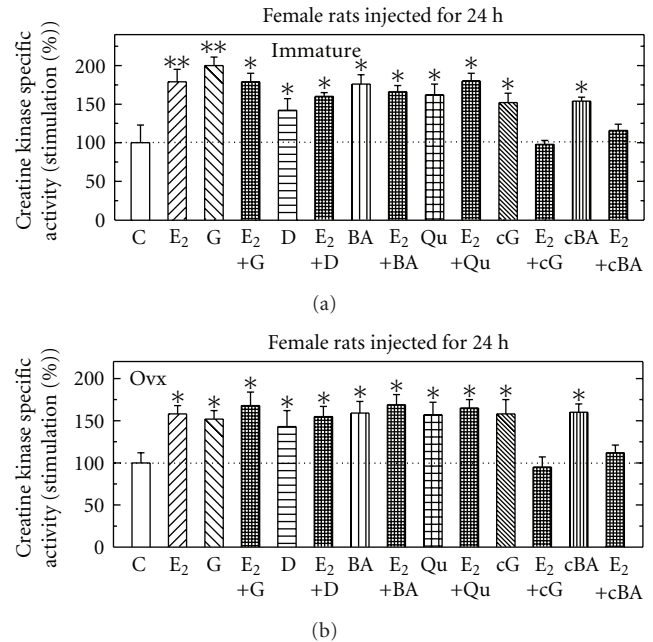 Female rats injected for 24 h
Immature
Creatine kinase specific
activity (stimulation (%))
200
150
100
50
0
** ** * * * * * * * * *
C E₂ G E₂ D E₂ BA E₂ Qu E₂ cG E₂ cBA E₂
+G +D +BA +Qu +cG +cBA
(a)
Female rats injected for 24 h
Ovx
Creatine kinase specific
activity (stimulation (%))
200
150
100
50
0
* * * * * * * * * * *
C E₂ G E₂ D E₂ BA E₂ Qu E₂ cG E₂ cBA E₂
+G +D +BA +Qu +cG +cBA
(b)